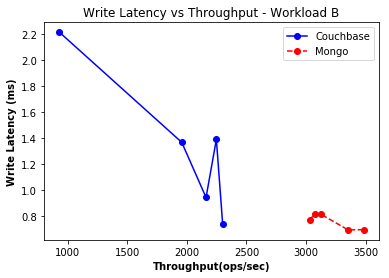 Write Latency vs Throughput - Workload B
Couchbase
Mongo
Write Latency (ms)
2.2
2.0
1.8
1.6
1.4
1.2
1.0
0.8
1000 1500 2000 2500 3000 3500
Throughput(ops/sec)